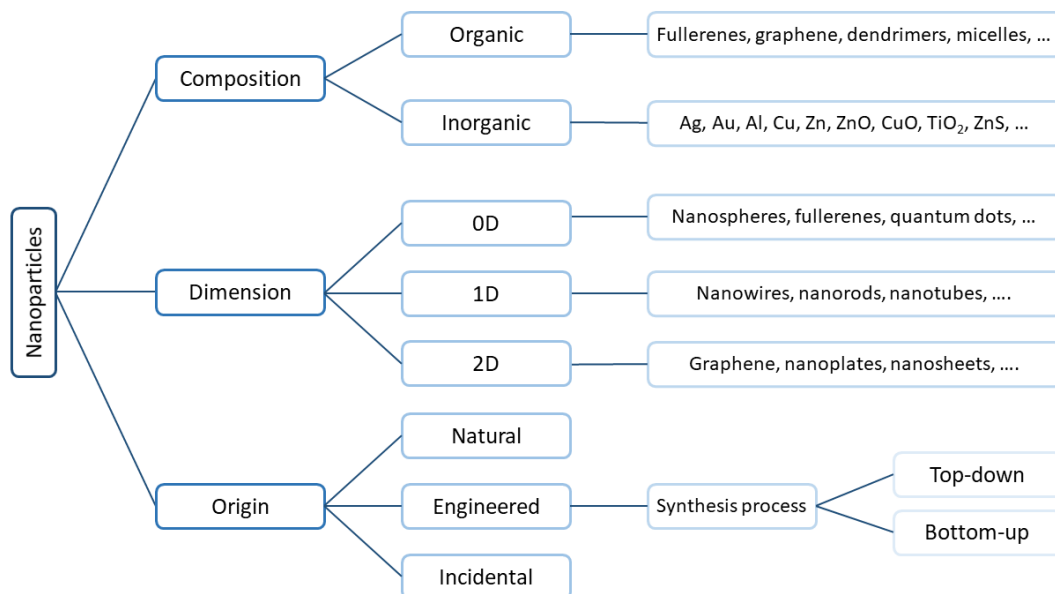 Nanoparticles
Composition
Organic
Fullerenes, graphene, dendrimers, micelles, ...
Inorganic
Ag, Au, Al, Cu, Zn, ZnO, CuO, TiO₂, ZnS, ...
Dimension
0D
Nanospheres, fullerenes, quantum dots, ...
1D
Nanowires, nanorods, nanotubes, ....
2D
Graphene, nanoplates, nanosheets, ....
Origin
Natural
Engineered
Synthesis process
Top-down
Bottom-up
Incidental